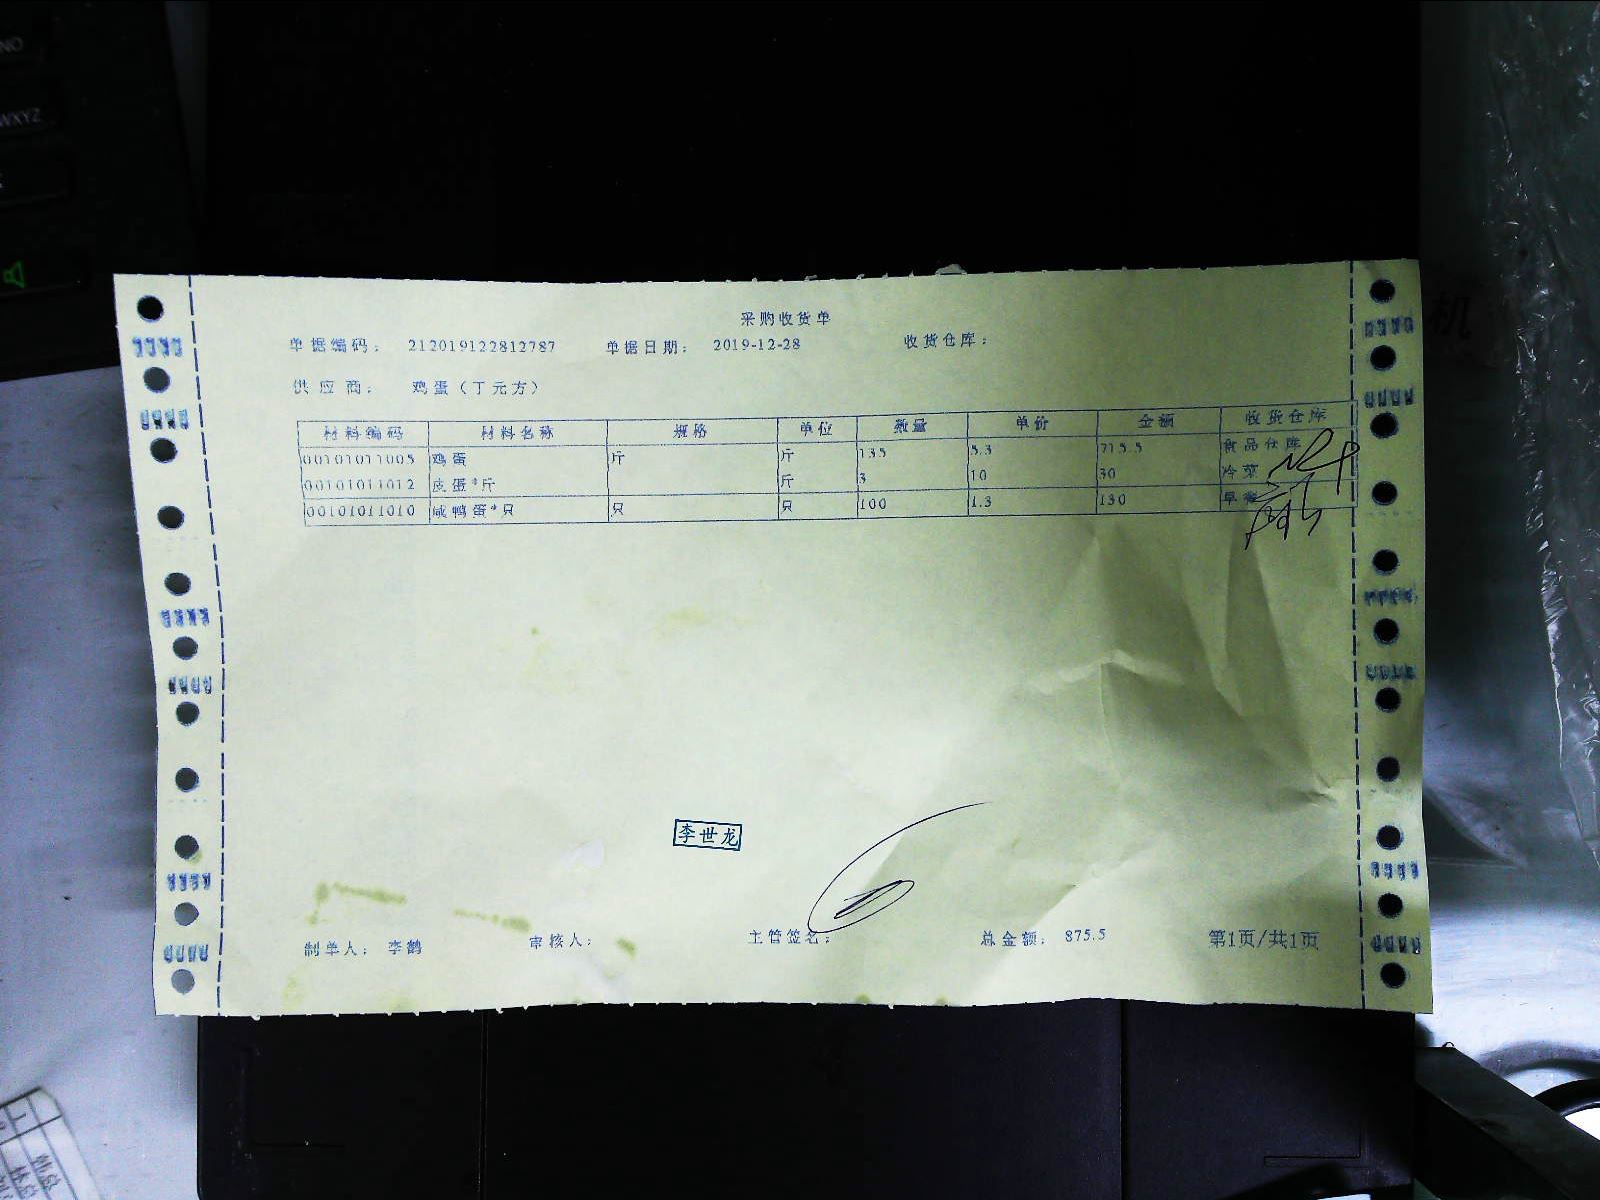 采购收货单
单据编码： 212019122812787 单据日期： 2019-12-28 收货仓库：
供应商： 鸡蛋（丁元方）
材料编码 材料名称 规格 单位 数量 单价 金额 收货仓库
00101011005 鸡蛋 斤 斤 135 5.3 715.5 食品仓库
00101011012 皮蛋*斤 斤 3 10 30 冷菜
00101011010 咸鸭蛋*只 只 只 100 1.3 130 早餐
李世龙
制单人： 李鹤 审核人： 主管签名： 总金额： 875.5 第1页/共1页
NO
WXYZ
机